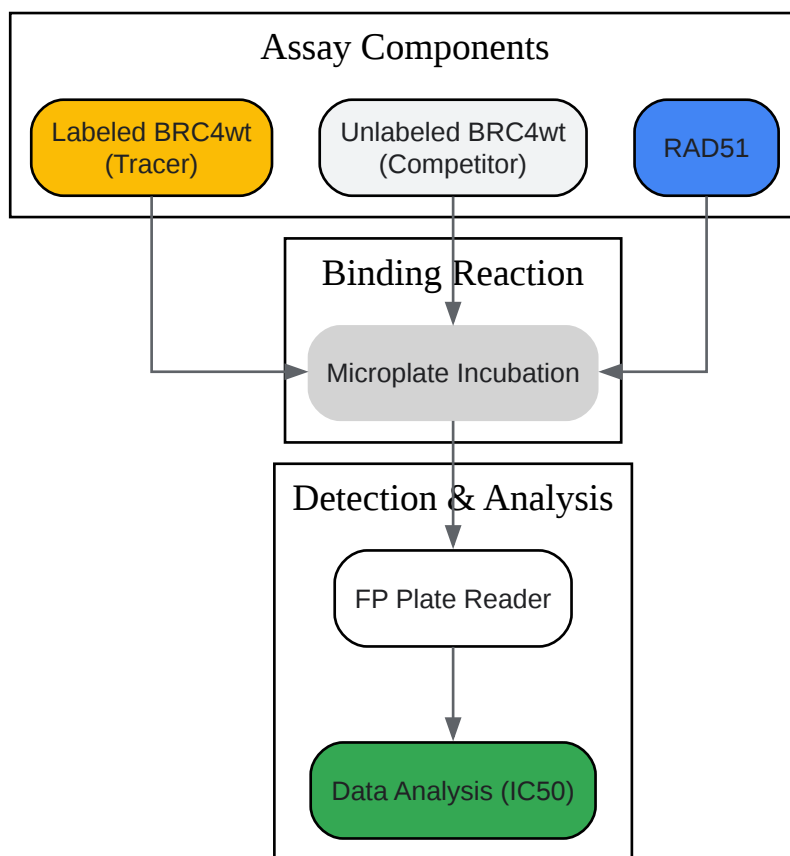 Assay Components
Labeled BRC4wt
(Tracer)
Unlabeled BRC4wt
(Competitor)
RAD51
Binding Reaction
Microplate Incubation
Detection & Analysis
FP Plate Reader
Data Analysis (IC50)